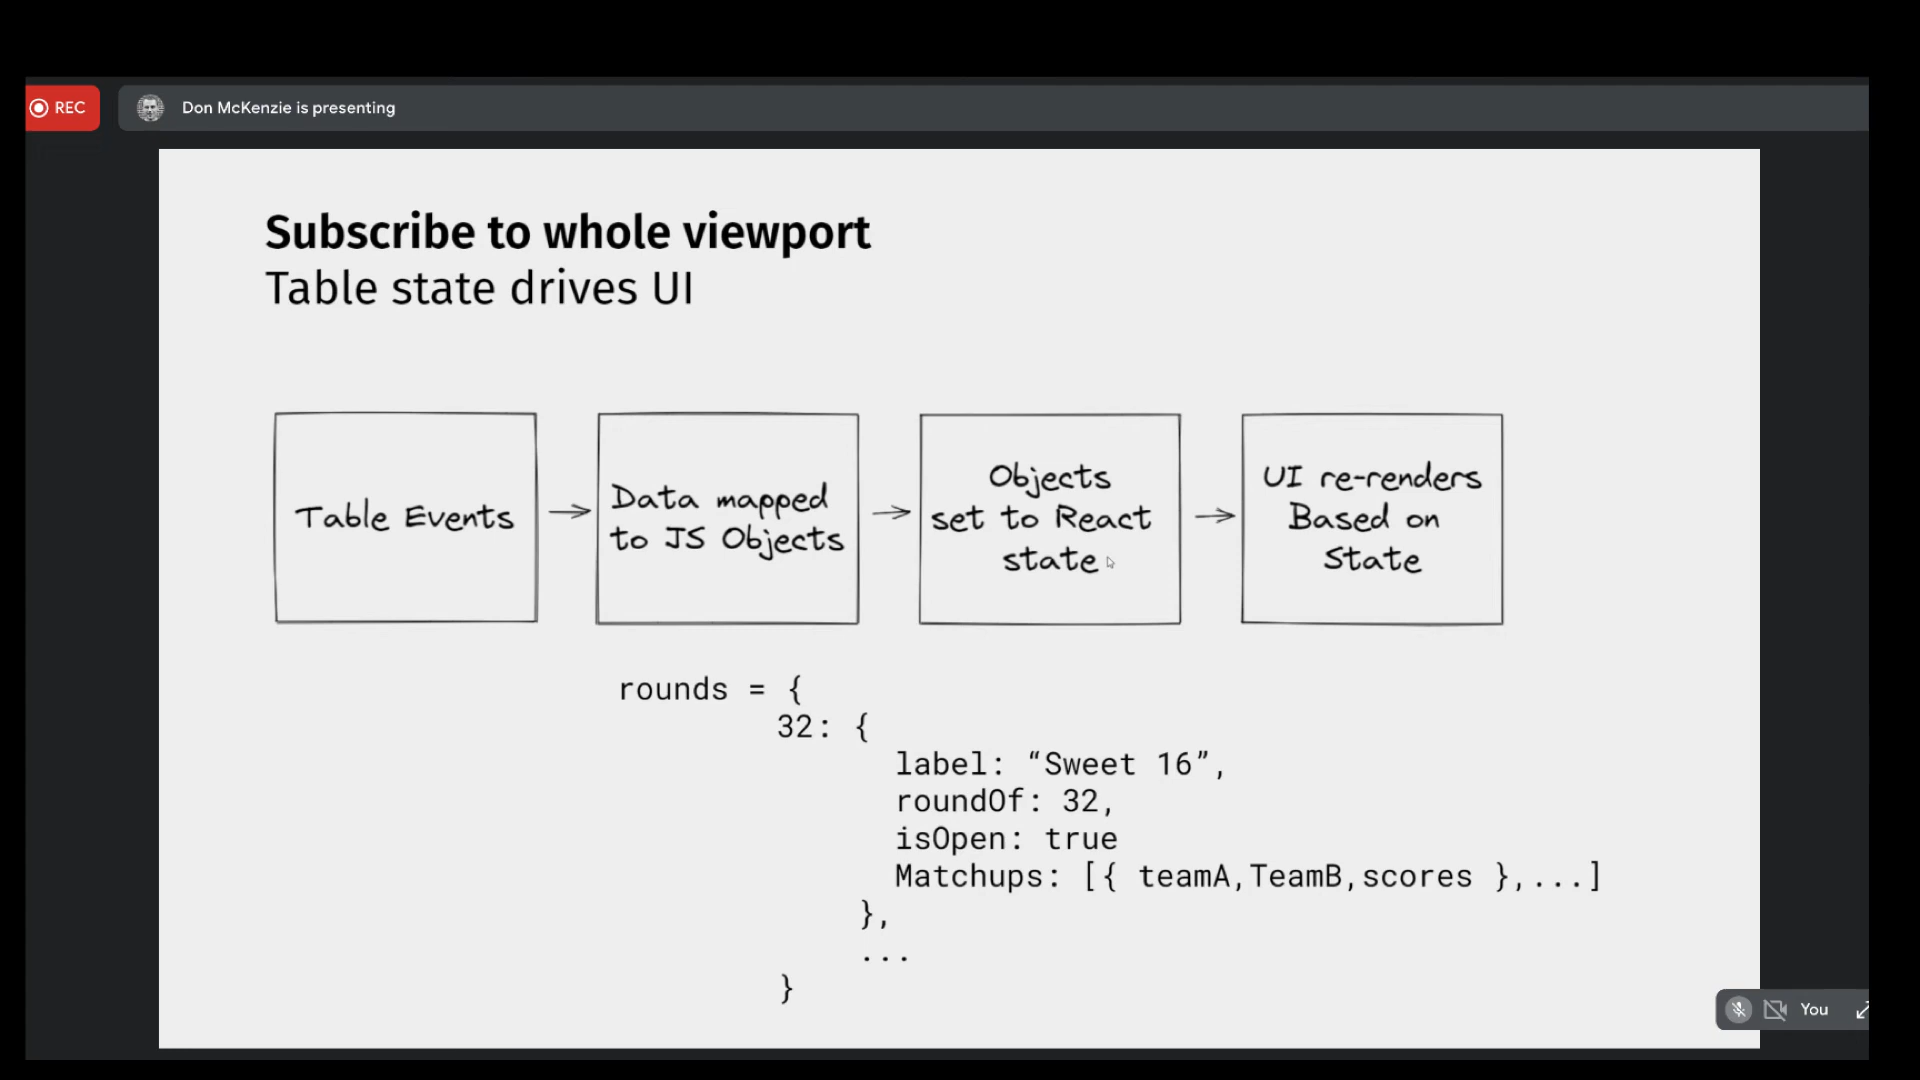 REC
Don McKenzie is presenting
Subscribe to whole viewport
Table state drives UI
Table Events
Data mapped
to JS Objects
Objects
set to React
state
UI re-renders
Based on
State
rounds = {
32: {
label: “Sweet 16”,
roundOf: 32,
isOpen: true
Matchups: [{ teamA,TeamB,scores },...]
},
...
}
You